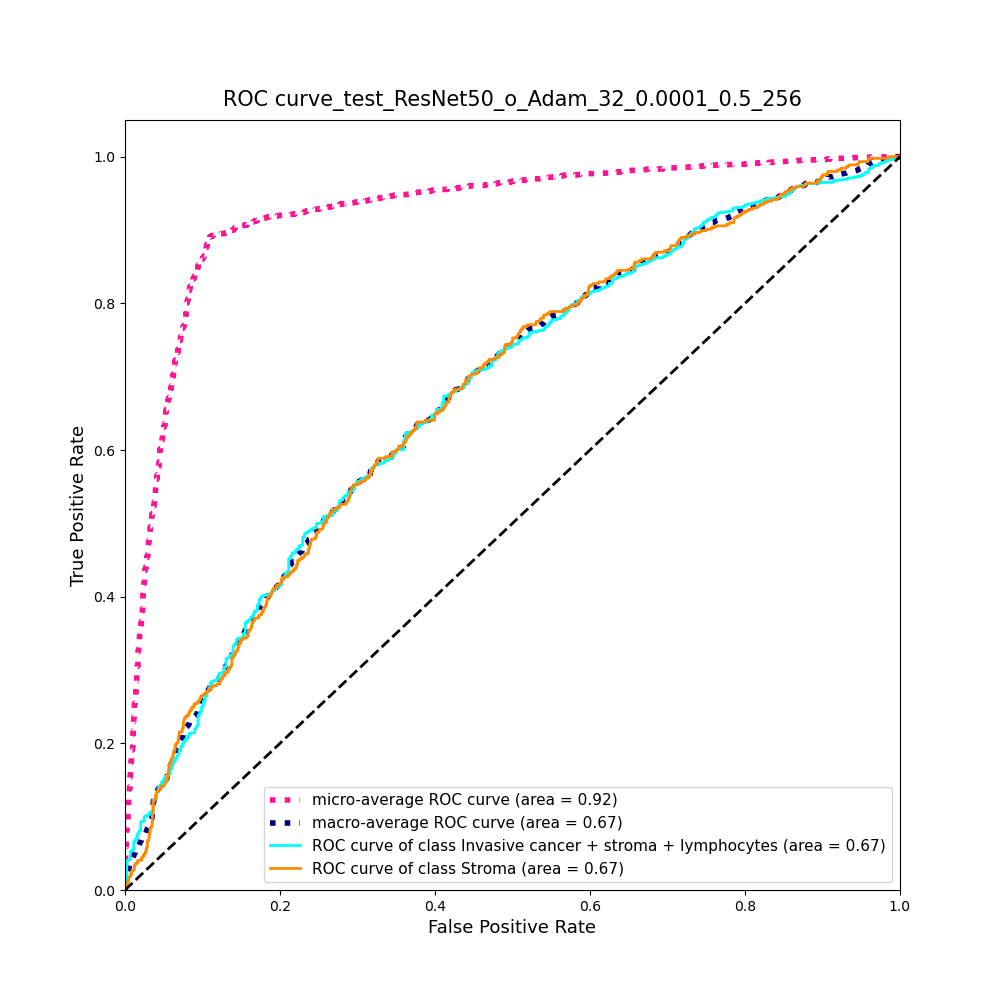 ROC curve_test_ResNet50_o_Adam_32_0.0001_0.5_256
1.0
0.8
0.6
0.4
0.2
0.0
True Positive Rate
micro-average ROC curve (area = 0.92)
macro-average ROC curve (area = 0.67)
ROC curve of class Invasive cancer + stroma + lymphocytes (area = 0.67)
ROC curve of class Stroma (area = 0.67)
0.0 0.2 0.4 0.6 0.8 1.0
False Positive Rate